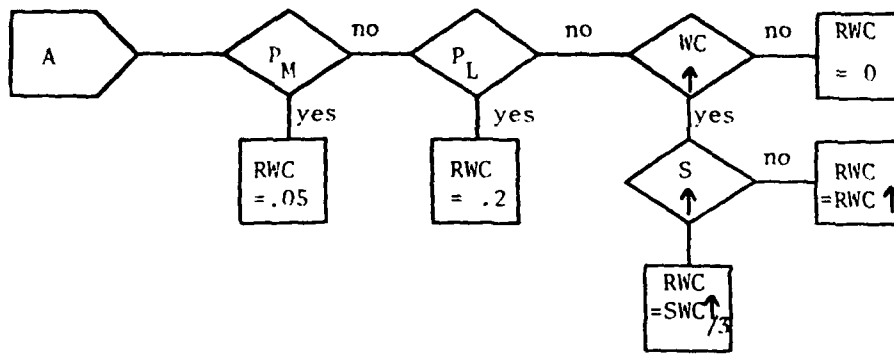 A
P_M
no
P_L
no
WC
↑
no
RWC
= 0
yes
RWC
=.05
yes
RWC
= .2
yes
S
↑
no
RWC
=RWC ↑
RWC
=SWC↑/3